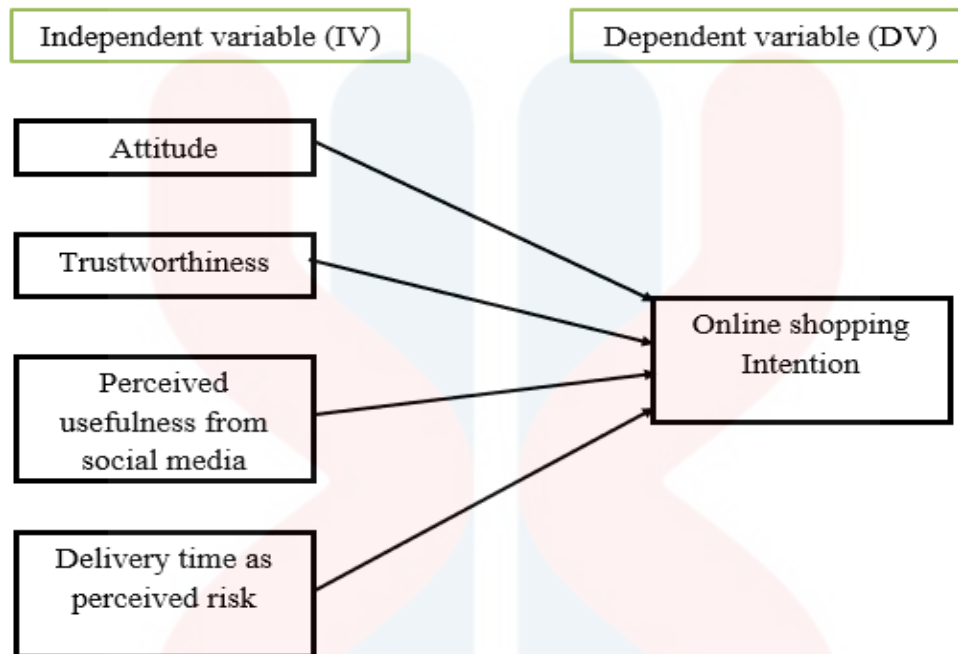 Independent variable (IV)
Dependent variable (DV)
Attitude
Trustworthiness
Perceived
usefulness from
social media
Delivery time as
perceived risk
Online shopping
Intention